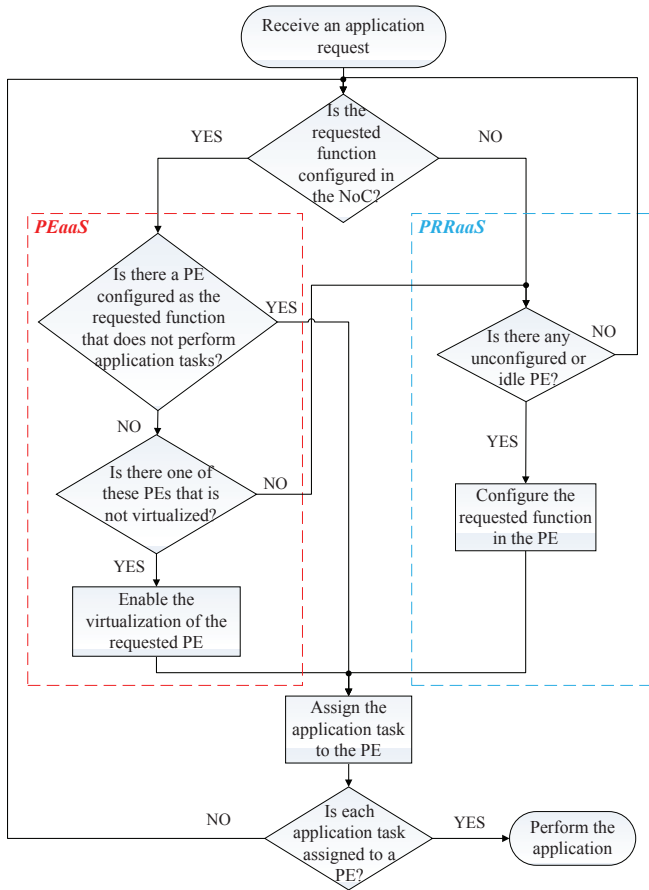 Receive an application
request
Is the
requested
function
configured in
the NoC?
YES
NO
PEaaS
PRRaaS
Is there a PE
configured as the
requested function
that does not perform
application tasks?
YES
Is there any
unconfigured or
idle PE?
NO
NO
YES
Is there one of
these PEs that is
not virtualized?
NO
Configure the
requested function
in the PE
YES
Enable the
virtualization of the
requested PE
Assign the
application task
to the PE
Is each
application task
assigned to a
PE?
NO
YES
Perform the
application